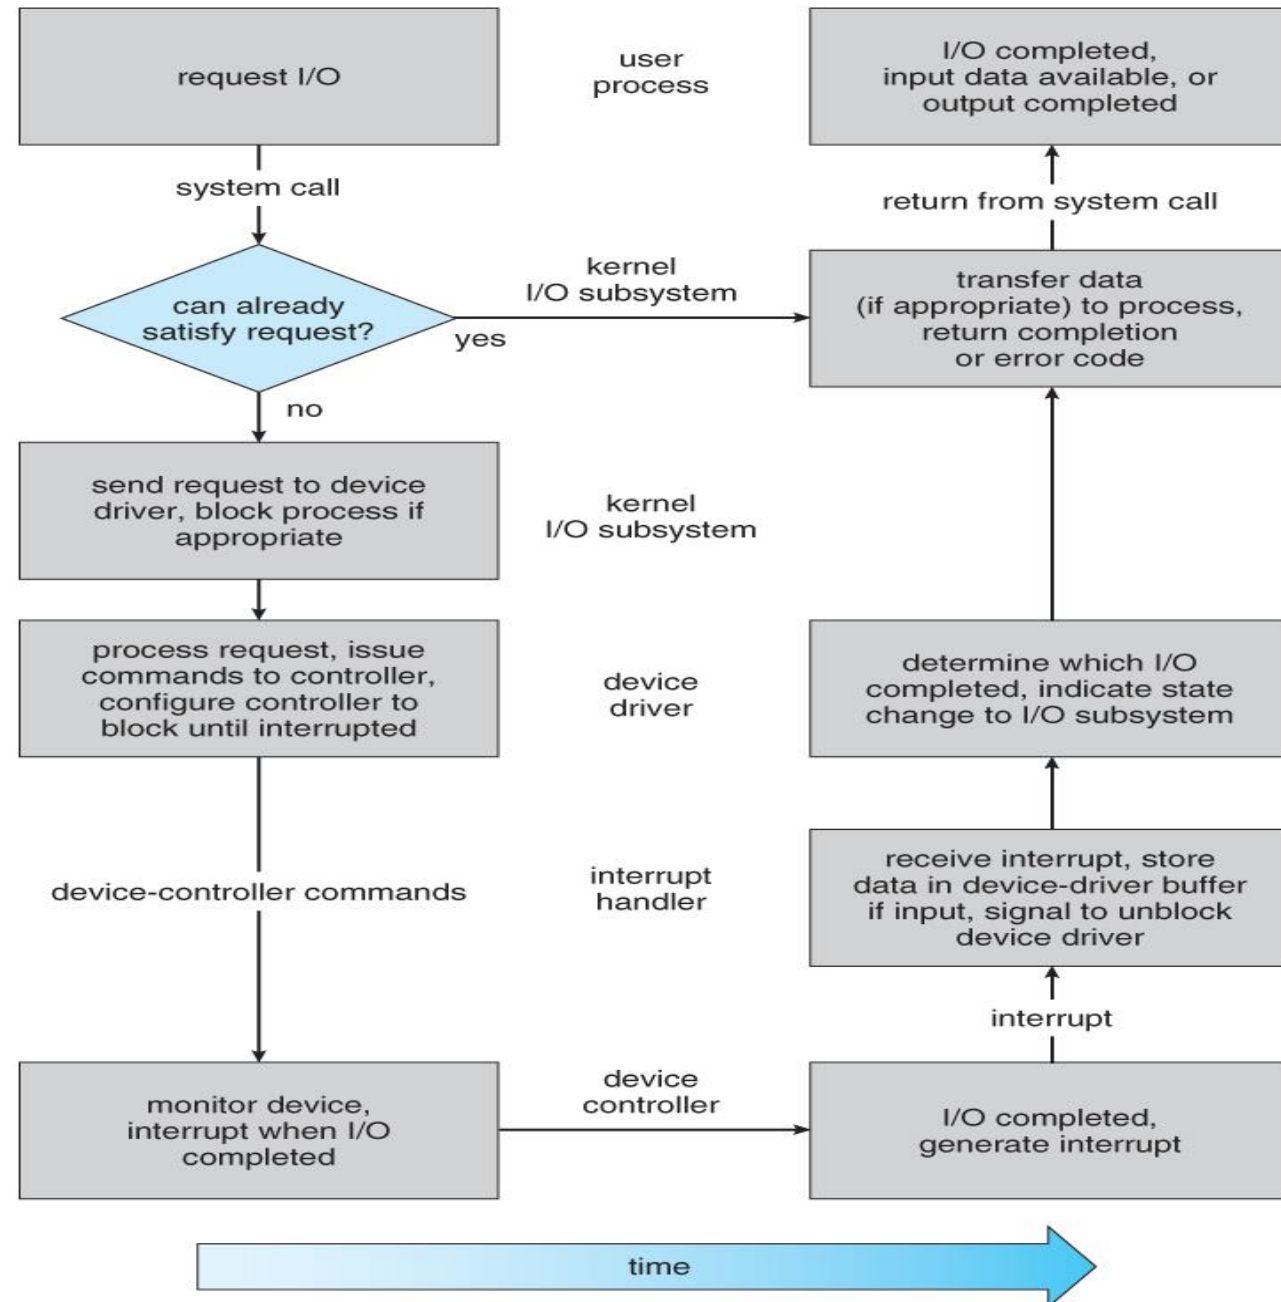 request I/O
user
process
I/O completed,
input data available, or
output completed
system call
return from system call
can already
satisfy request?
kernel
I/O subsystem
yes
transfer data
(if appropriate) to process,
return completion
or error code
no
send request to device
driver, block process if
appropriate
kernel
I/O subsystem
process request, issue
commands to controller,
configure controller to
block until interrupted
device
driver
determine which I/O
completed, indicate state
change to I/O subsystem
device-controller commands
interrupt
handler
receive interrupt, store
data in device-driver buffer
if input, signal to unblock
device driver
interrupt
monitor device,
interrupt when I/O
completed
device
controller
I/O completed,
generate interrupt
time